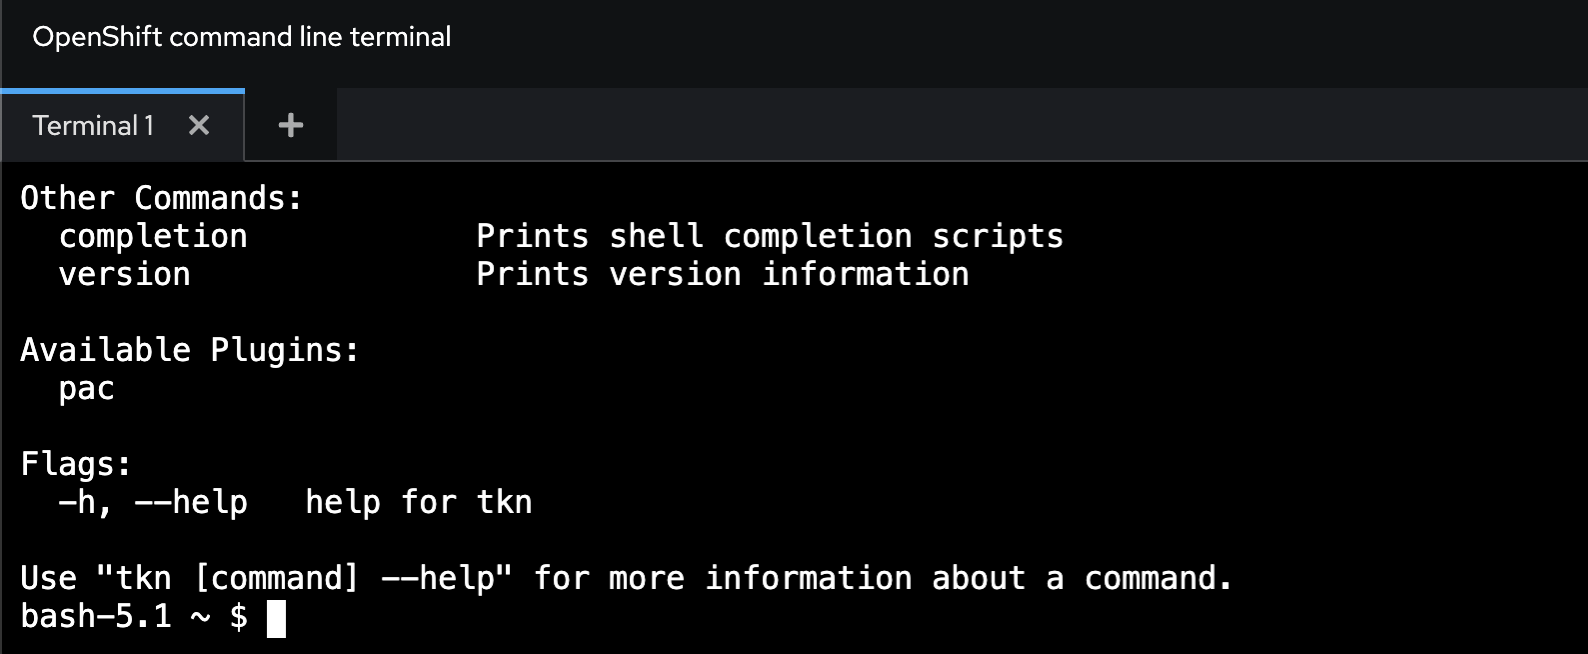 OpenShift command line terminal
Terminal 1
Other Commands:
  completion            Prints shell completion scripts
  version               Prints version information

Available Plugins:
  pac

Flags:
  -h, --help   help for tkn

Use "tkn [command] --help" for more information about a command.
bash-5.1 ~ $